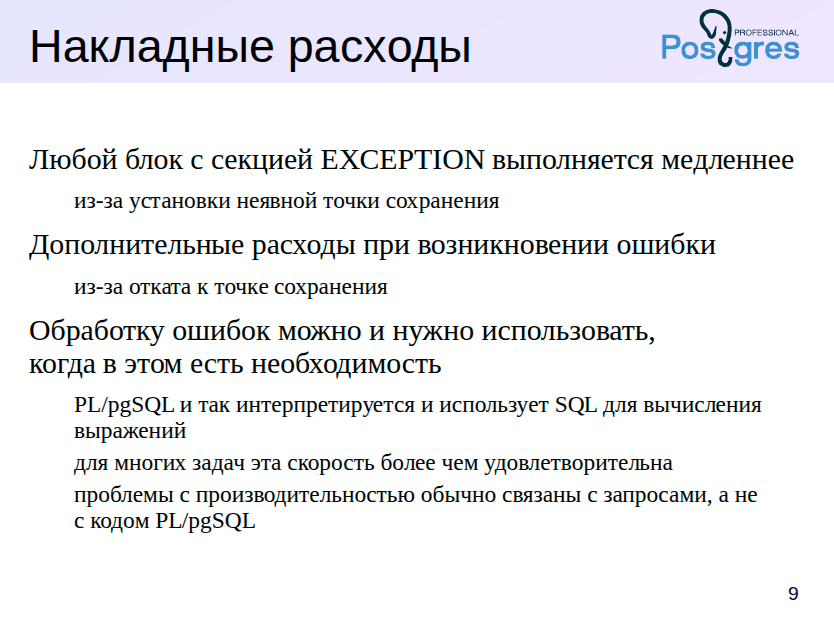 Накладные расходы
PROFESSIONAL
Postgres
Любой блок с секцией EXCEPTION выполняется медленнее
из-за установки неявной точки сохранения
Дополнительные расходы при возникновении ошибки
из-за отката к точке сохранения
Обработку ошибок можно и нужно использовать,
когда в этом есть необходимость
PL/pgSQL и так интерпретируется и использует SQL для вычисления
выражений
для многих задач эта скорость более чем удовлетворительна
проблемы с производительностью обычно связаны с запросами, а не
с кодом PL/pgSQL
9